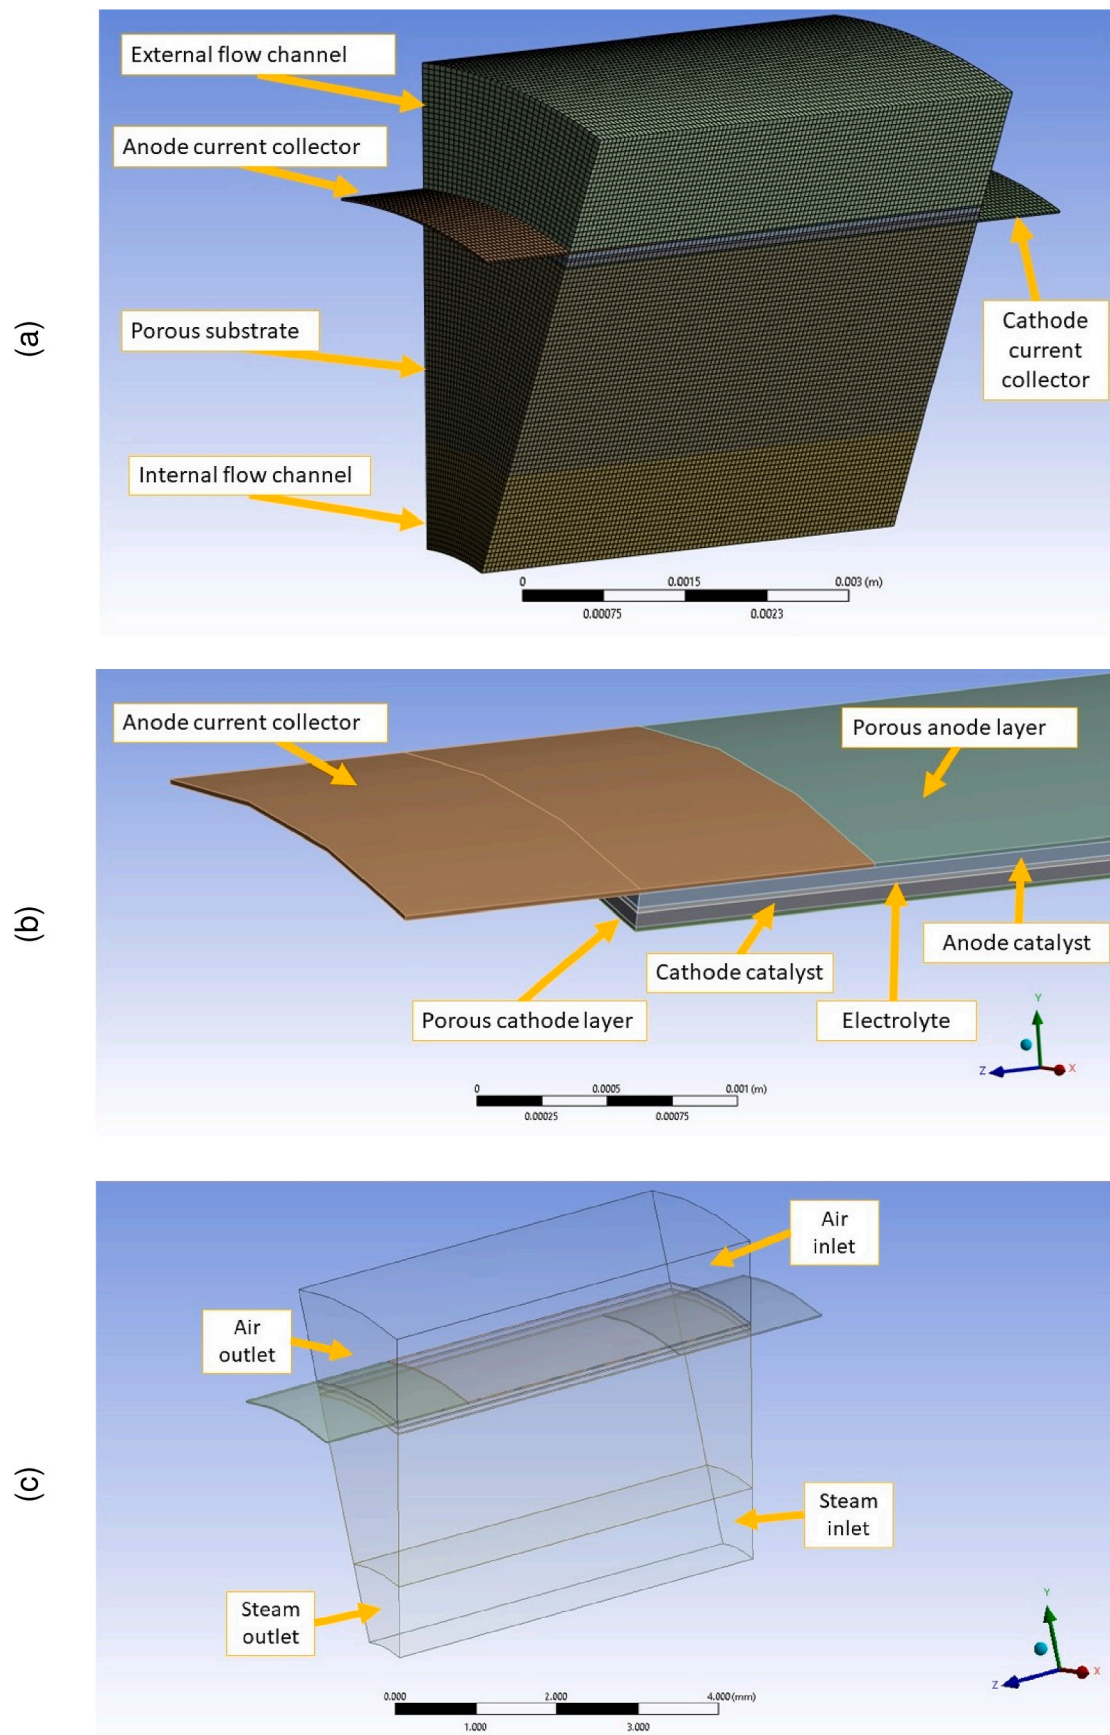 (a)
External flow channel
Anode current collector
Porous substrate
Internal flow channel
Cathode
current
collector
0
0.0015
0.003 (m)
0.00075
0.0023
(b)
Anode current collector
Porous anode layer
Anode catalyst
Cathode catalyst
Electrolyte
Porous cathode layer
Y
Z
X
0
0.0005
0.001 (m)
0.00025
0.00075
(c)
Air
inlet
Air
outlet
Steam
inlet
Steam
outlet
Y
Z
X
0.000
2.000
4.000 (mm)
1.000
3.000